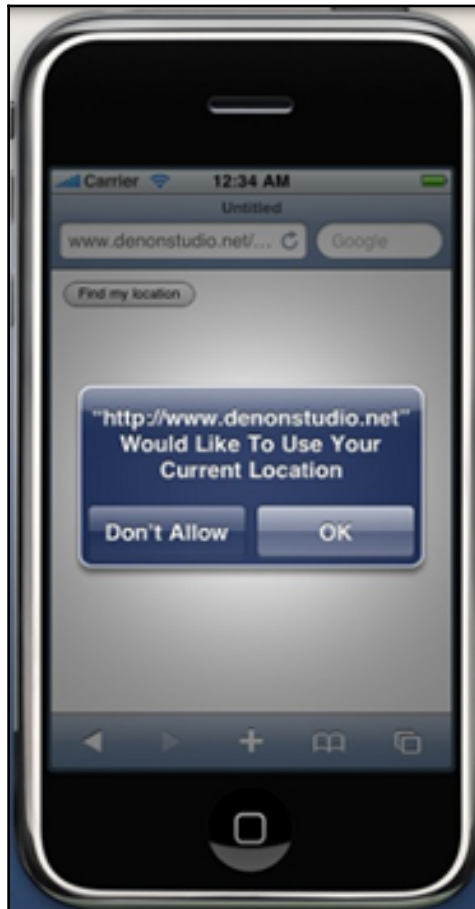 Carrier 12:34 AM
Untitled
www.denonstudio.net/... Google
Find my location
"http://www.denonstudio.net"
Would Like To Use Your
Current Location
Don't Allow OK